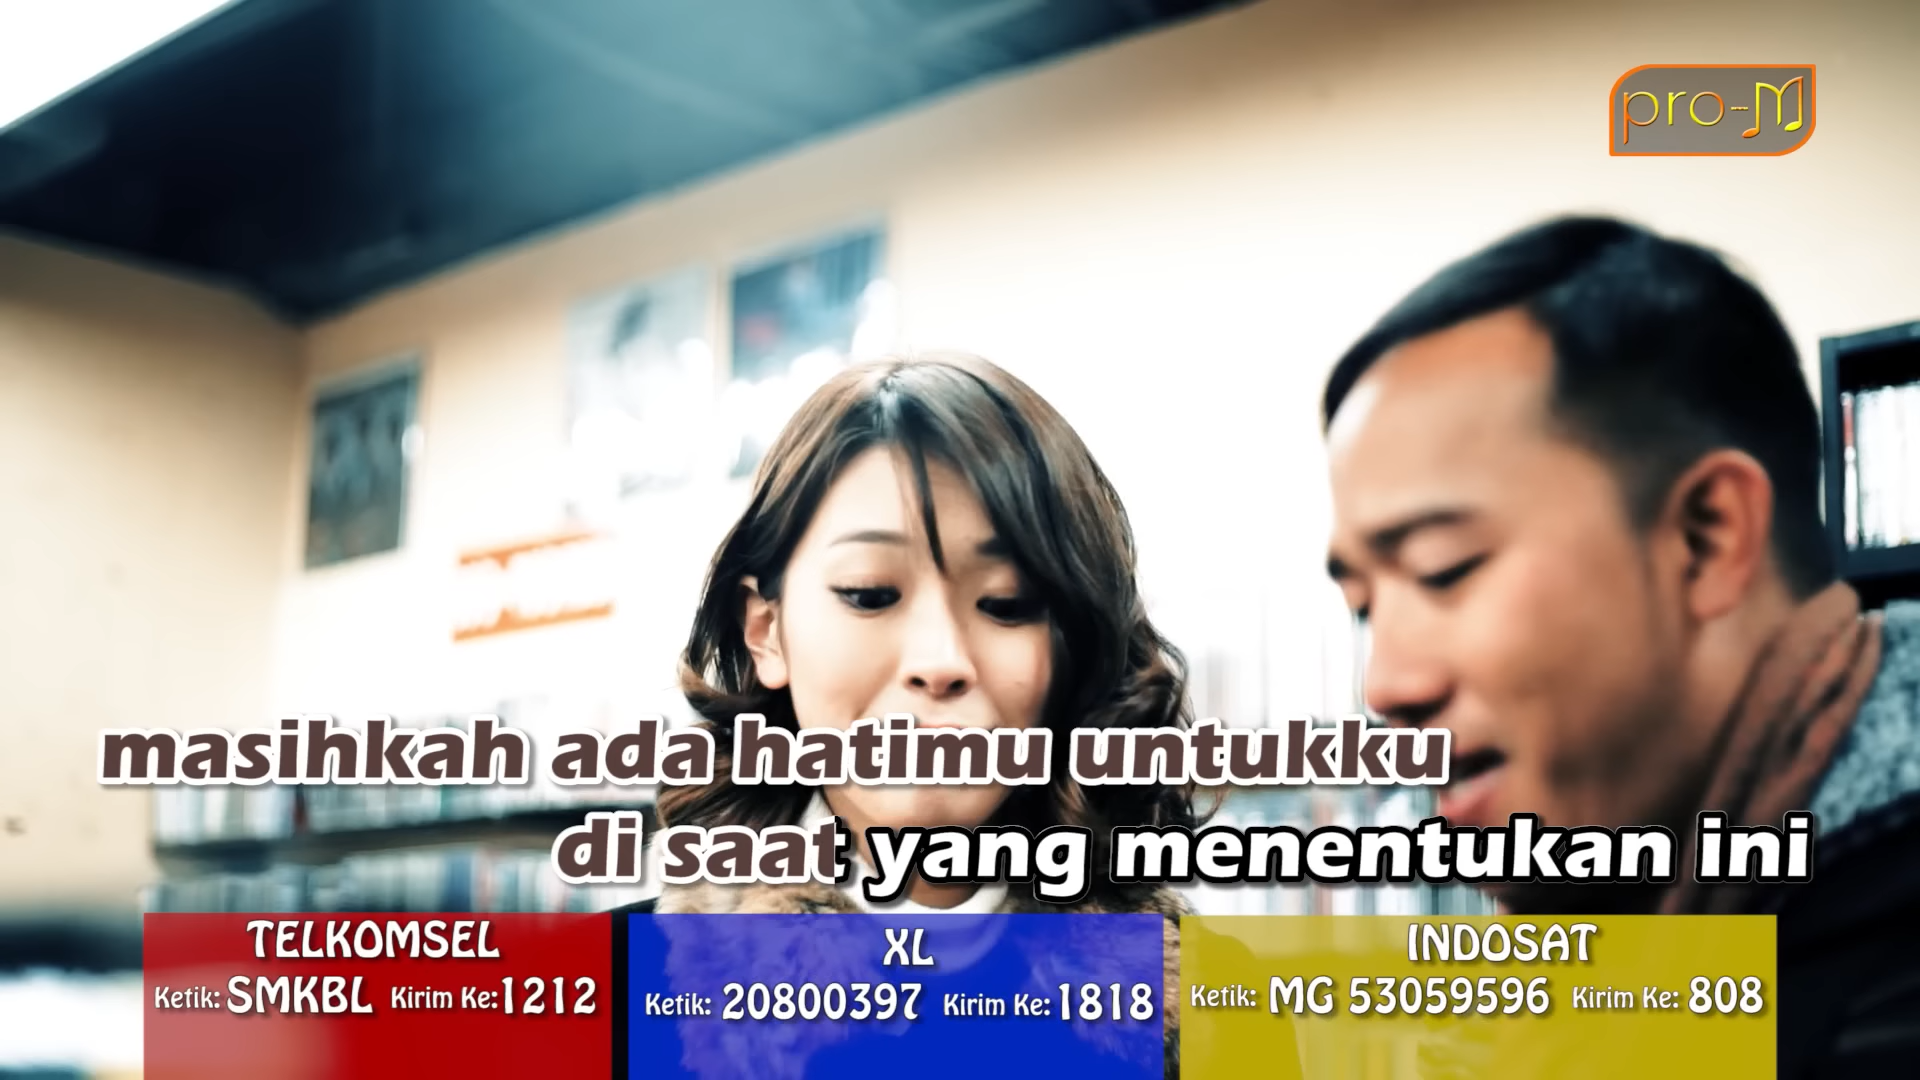 pro-M
masihkah ada hatimu untukku
di saat yang menentukan ini
TELKOMSEL
Ketik: SMKBL Kirim Ke: 1212
XL
Ketik: 20800397 Kirim Ke: 1818
INDOSAT
Ketik: MG 53059596 Kirim Ke: 808